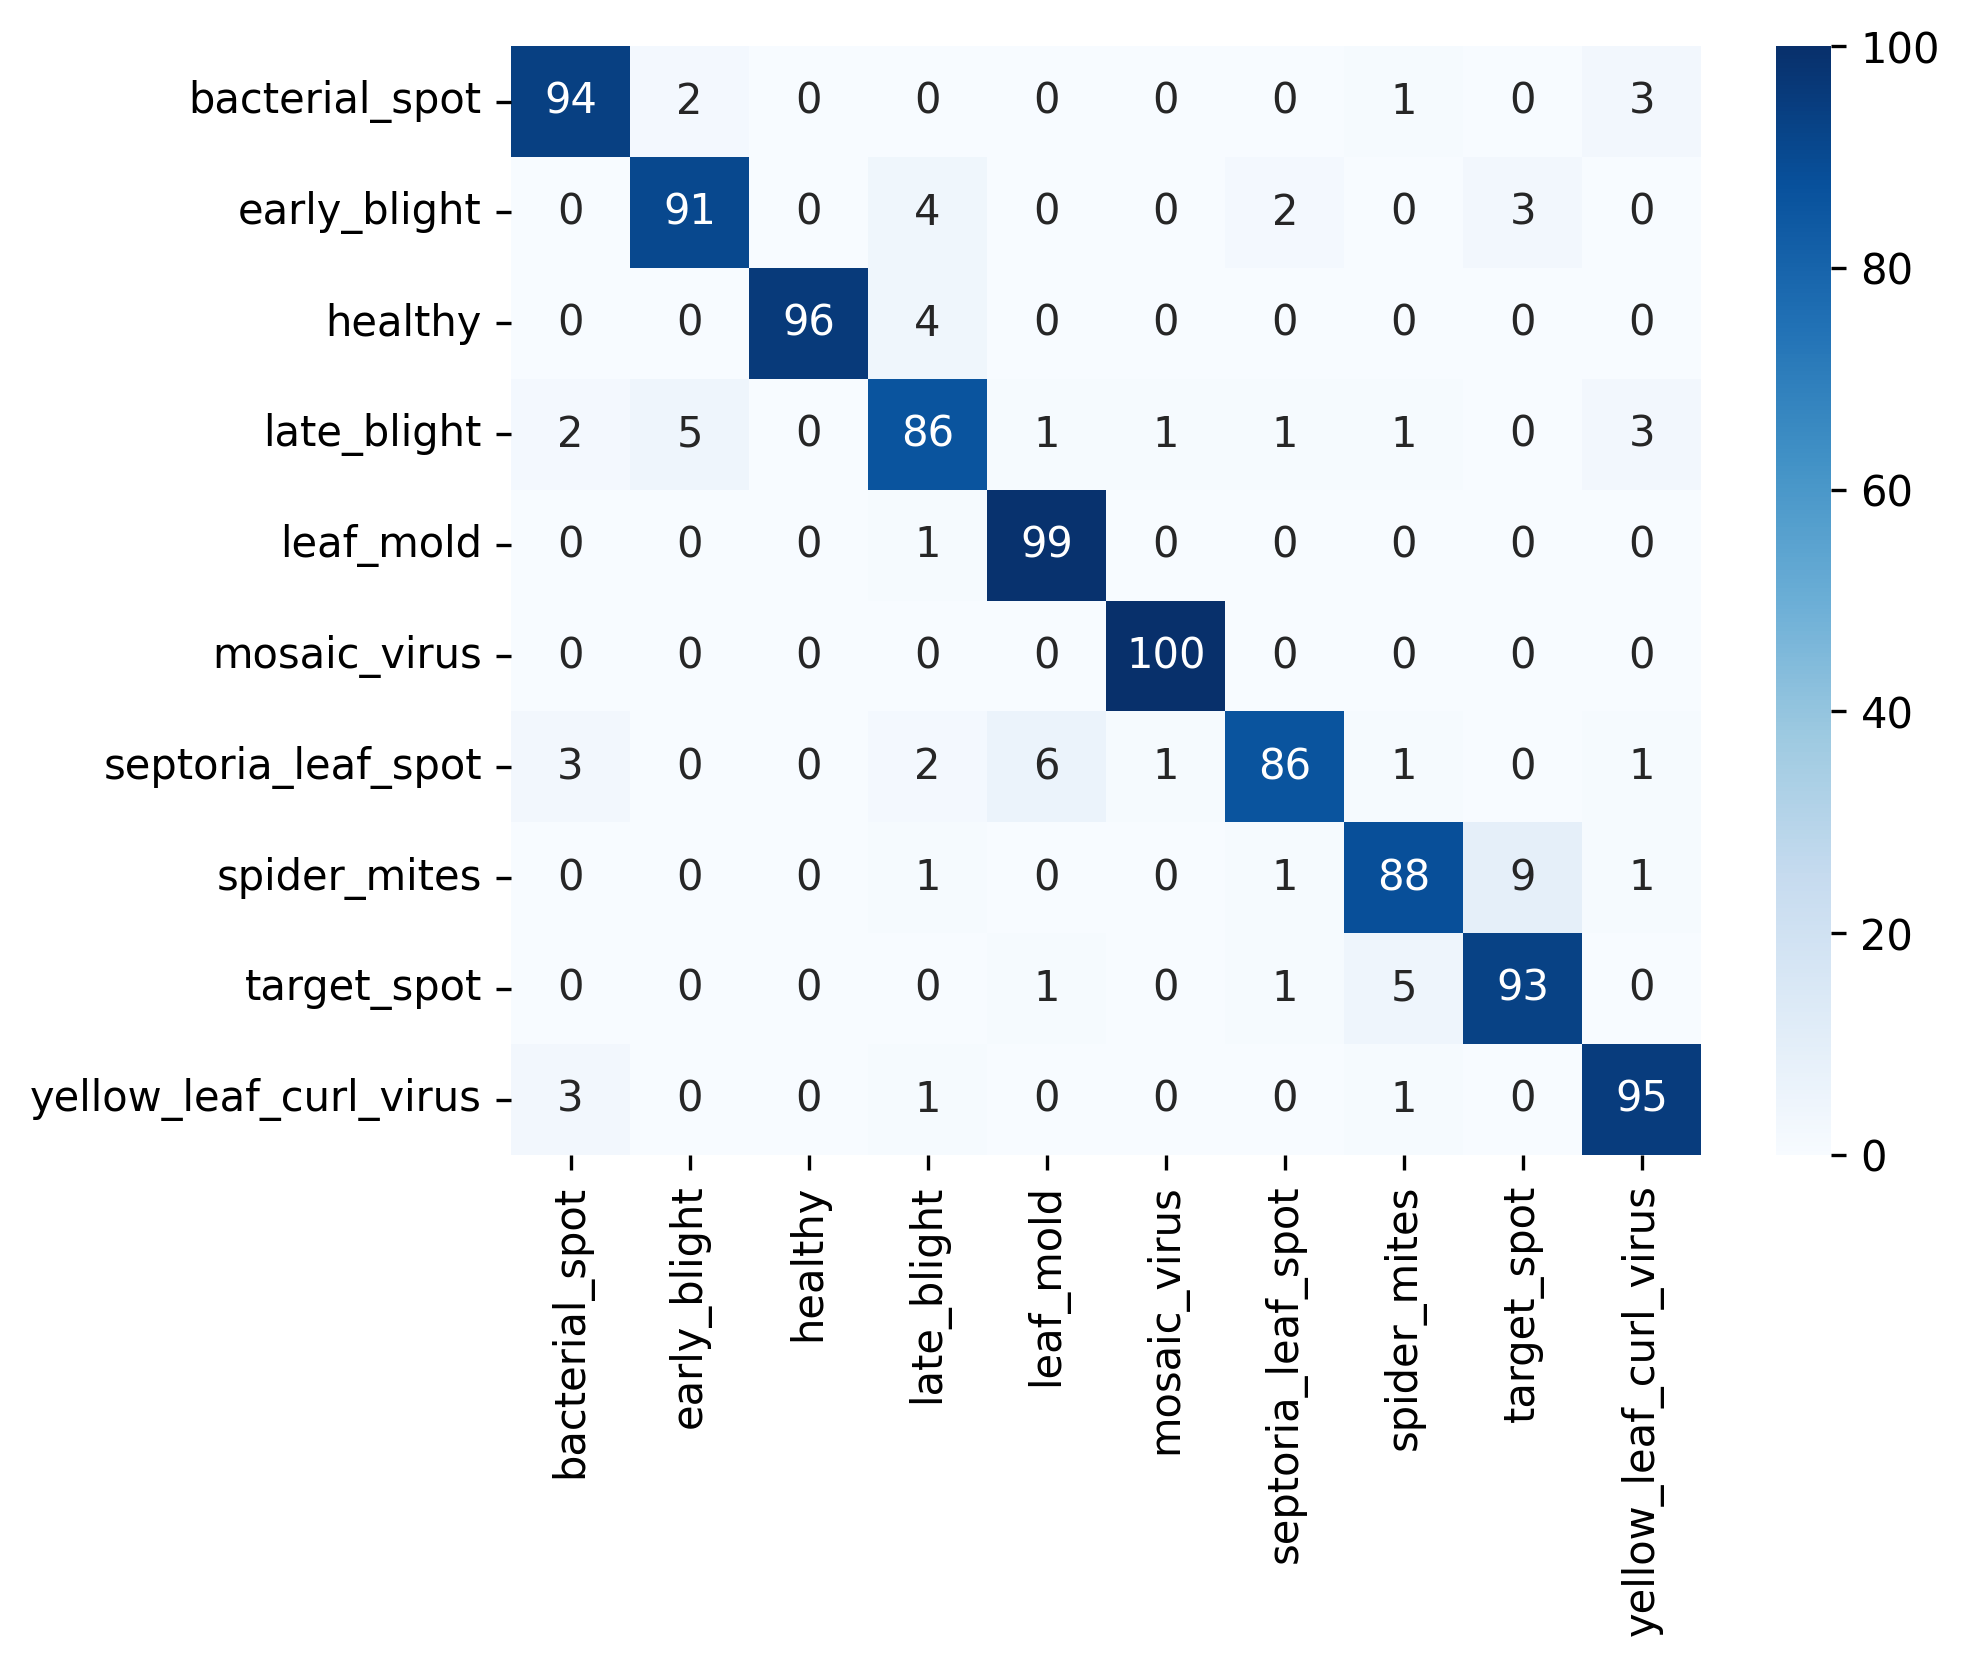 bacterial_spot 94 2 0 0 0 0 0 1 0 3
early_blight 0 91 0 4 0 0 2 0 3 0
healthy 0 0 96 4 0 0 0 0 0 0
late_blight 2 5 0 86 1 1 1 1 0 3
leaf_mold 0 0 0 1 99 0 0 0 0 0
mosaic_virus 0 0 0 0 0 100 0 0 0 0
septoria_leaf_spot 3 0 0 2 6 1 86 1 0 1
spider_mites 0 0 0 1 0 0 1 88 9 1
target_spot 0 0 0 0 1 0 1 5 93 0
yellow_leaf_curl_virus 3 0 0 1 0 0 0 1 0 95
bacterial_spot
early_blight
healthy
late_blight
leaf_mold
mosaic_virus
septoria_leaf_spot
spider_mites
target_spot
yellow_leaf_curl_virus
100
80
60
40
20
0